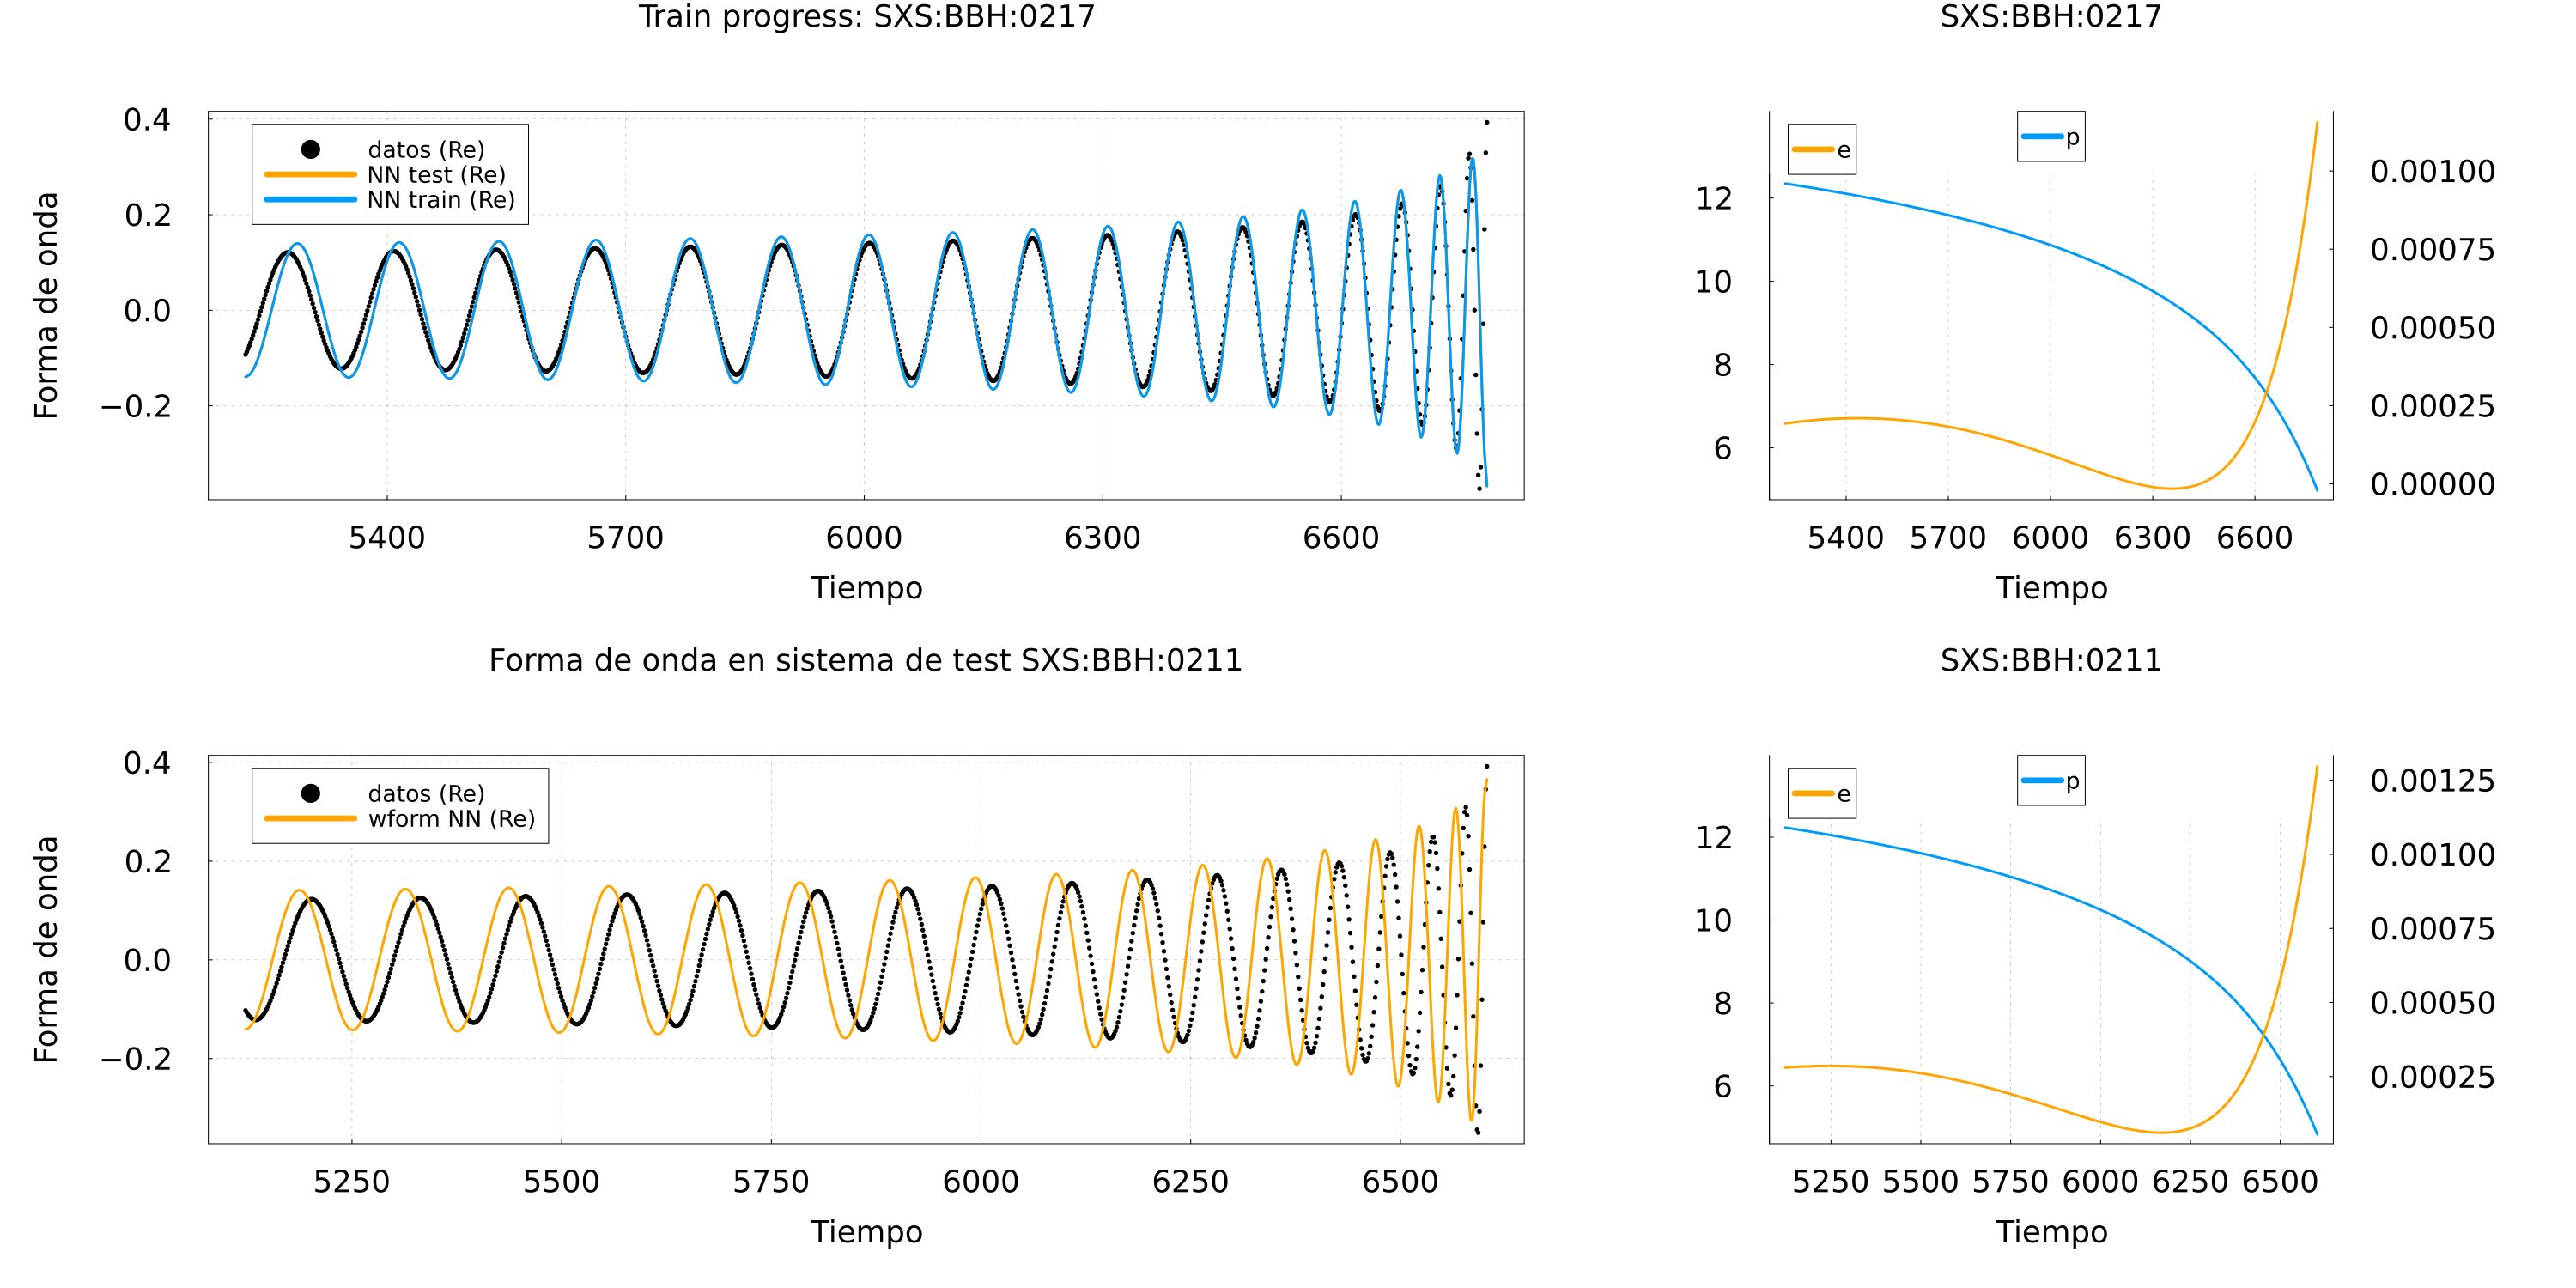 Train progress: SXS:BBH:0217
Forma de onda
0.4
0.2
0.0
−0.2
datos (Re)
NN test (Re)
NN train (Re)
5400 5700 6000 6300 6600
Tiempo
SXS:BBH:0217
e
p
12
10
8
6
0.00100
0.00075
0.00050
0.00025
0.00000
5400 5700 6000 6300 6600
Tiempo
Forma de onda en sistema de test SXS:BBH:0211
Forma de onda
0.4
0.2
0.0
−0.2
datos (Re)
wform NN (Re)
5250 5500 5750 6000 6250 6500
Tiempo
SXS:BBH:0211
e
p
12
10
8
6
0.00125
0.00100
0.00075
0.00050
0.00025
5250 5500 5750 6000 6250 6500
Tiempo